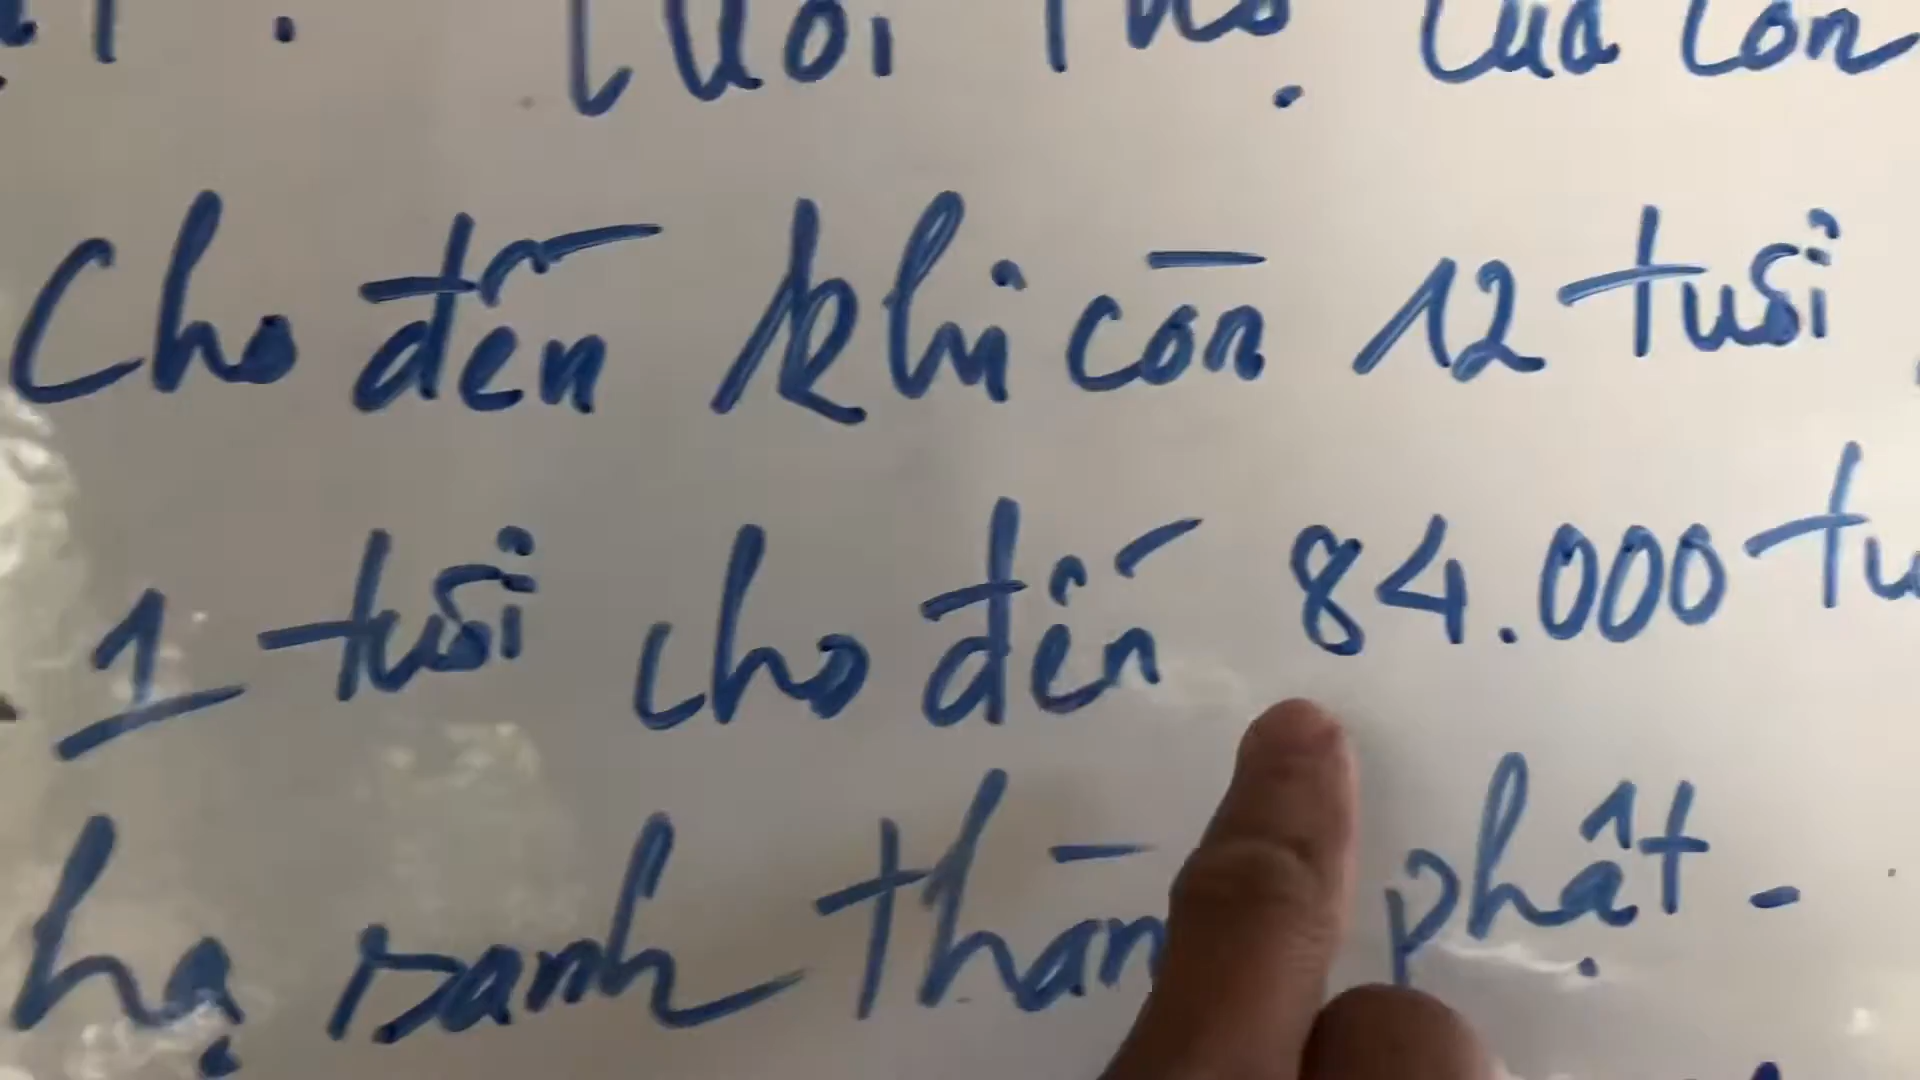 Tuổi Thọ Của Con
Cho đến khi còn 12 tuổi
1 tuổi cho đến 84.000
hạ sanh thàn phật -